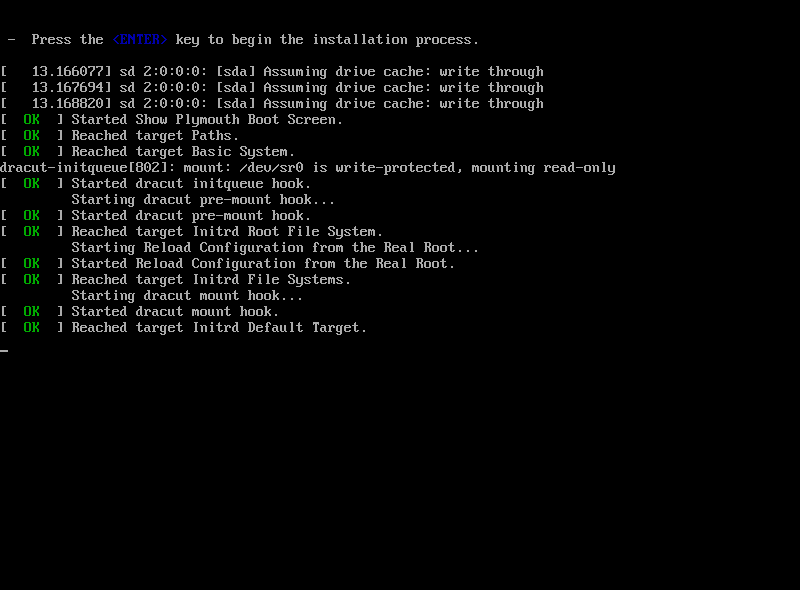 -  Press the <ENTER> key to begin the installation process.
[   13.166077] sd 2:0:0:0: [sda] Assuming drive cache: write through
[   13.167694] sd 2:0:0:0: [sda] Assuming drive cache: write through
[   13.168820] sd 2:0:0:0: [sda] Assuming drive cache: write through
[  OK  ] Started Show Plymouth Boot Screen.
[  OK  ] Reached target Paths.
[  OK  ] Reached target Basic System.
dracut-initqueue[802]: mount: /dev/sr0 is write-protected, mounting read-only
[  OK  ] Started dracut initqueue hook.
         Starting dracut pre-mount hook...
[  OK  ] Started dracut pre-mount hook.
[  OK  ] Reached target Initrd Root File System.
         Starting Reload Configuration from the Real Root...
[  OK  ] Started Reload Configuration from the Real Root.
[  OK  ] Reached target Initrd File Systems.
         Starting dracut mount hook...
[  OK  ] Started dracut mount hook.
[  OK  ] Reached target Initrd Default Target.